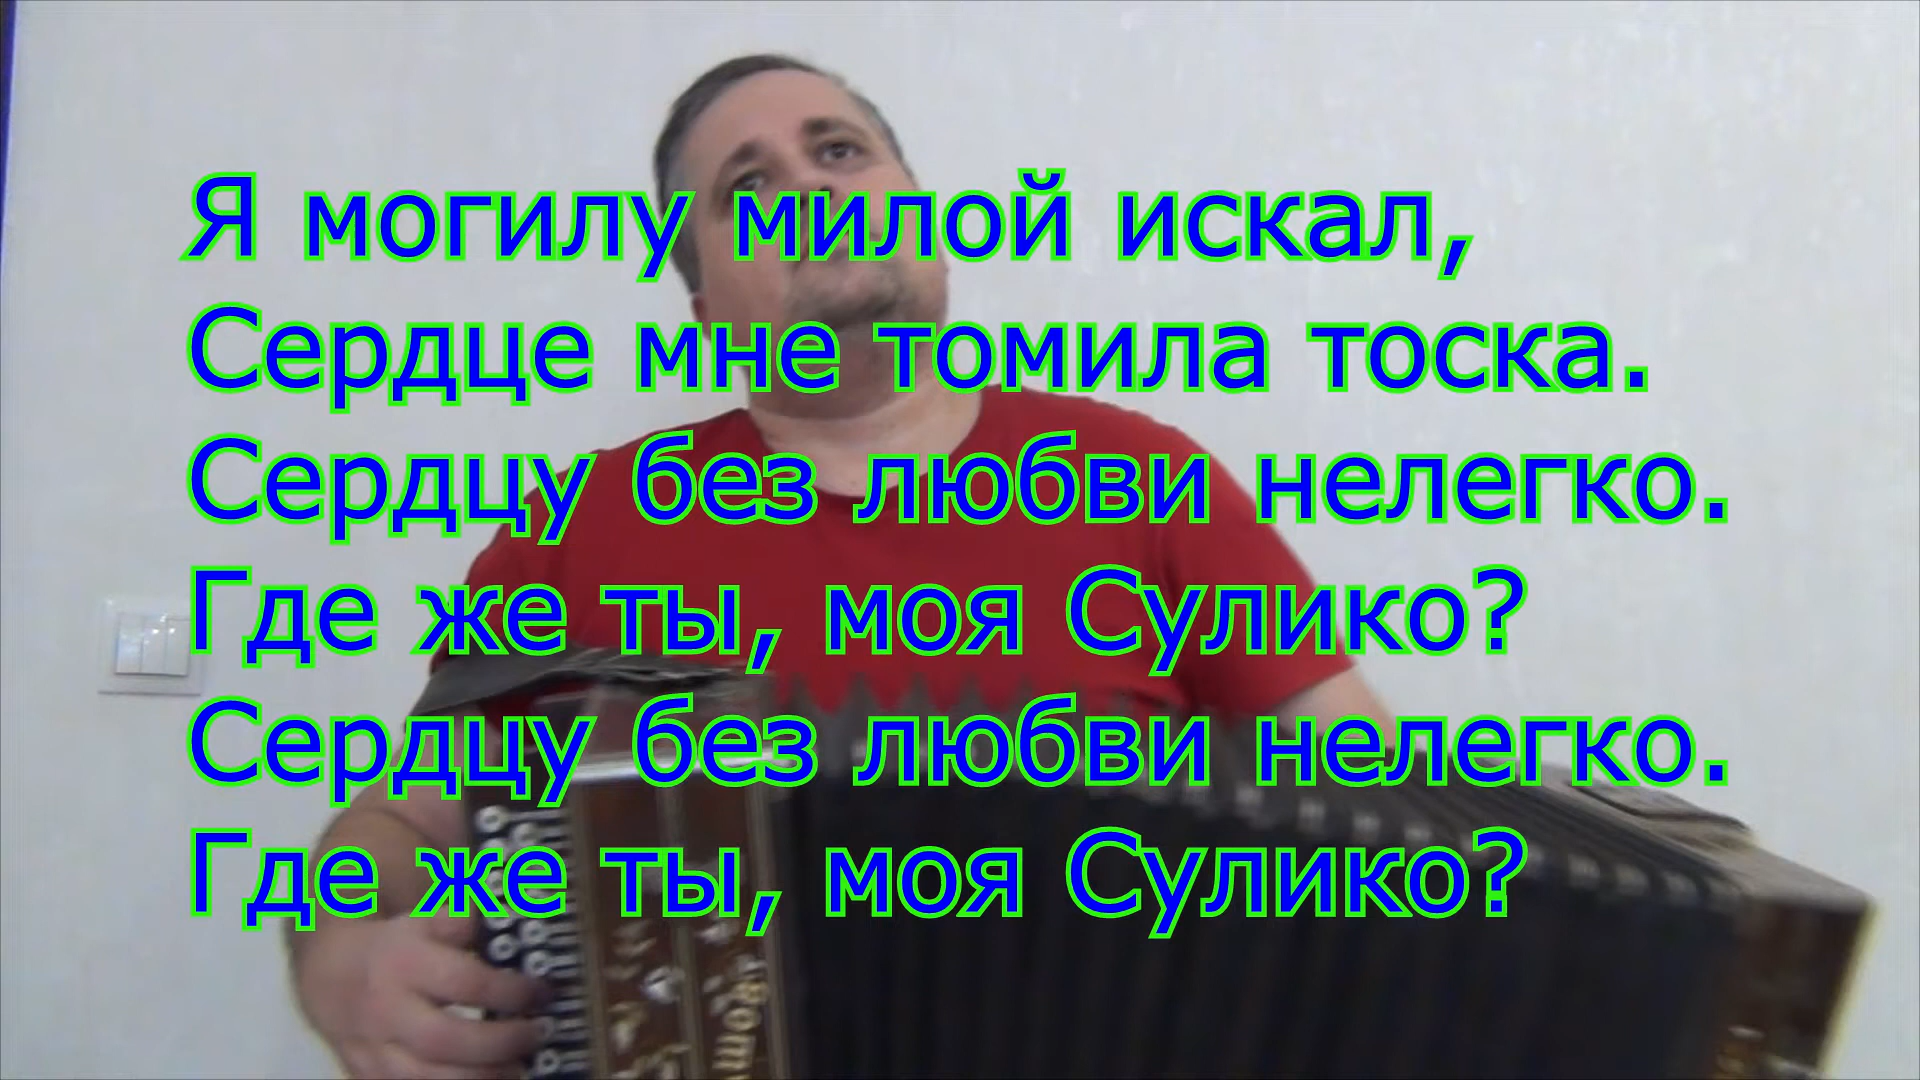 Я могилу милой искал,
Сердце мне томила тоска.
Сердцу без любви нелегко.
Где же ты, моя Сулико?
Сердцу без любви нелегко.
Где же ты, моя Сулико?